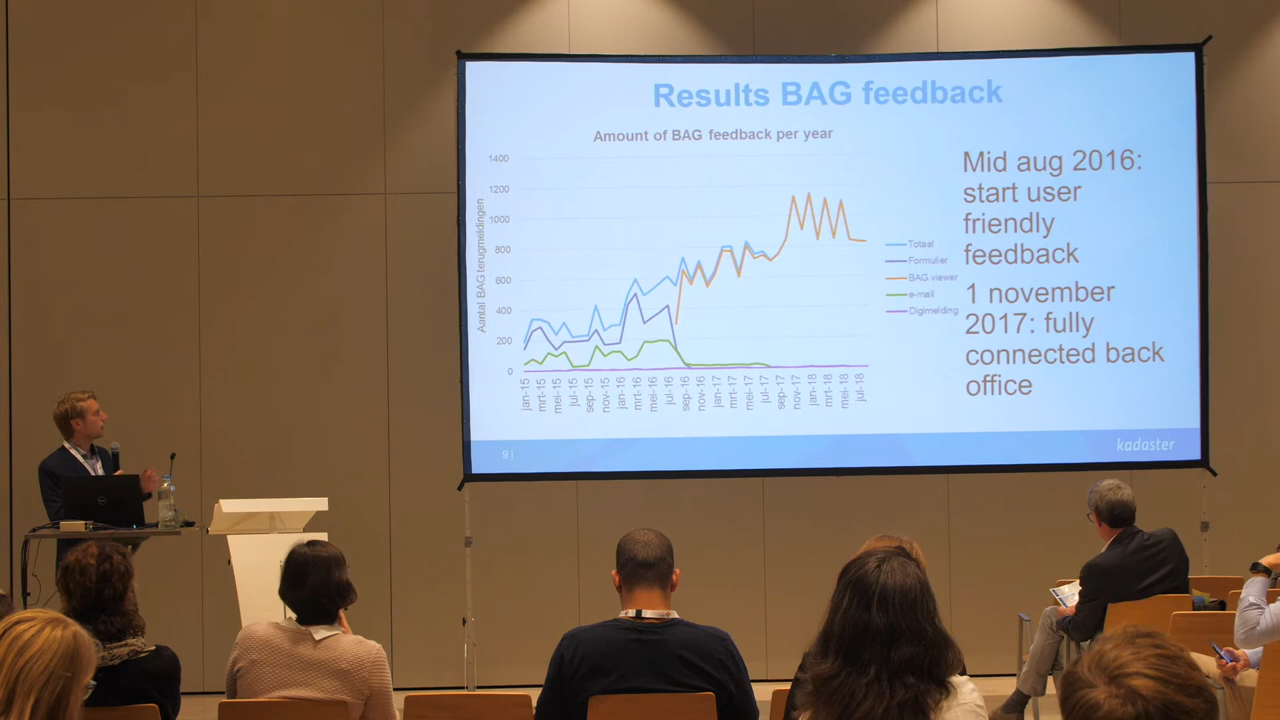 Results BAG feedback
Amount of BAG feedback per year
Aantal BAG terugmeldingen
1400
1200
1000
800
600
400
200
0
jan-15
mrt-15
mei-15
jul-15
sep-15
nov-15
jan-16
mrt-16
mei-16
jul-16
sep-16
nov-16
jan-17
mrt-17
mei-17
jul-17
sep-17
nov-17
jan-18
mrt-18
mei-18
jul-18
Totaal
Formulier
BAG viewer
e-mail
Digimelding
Mid aug 2016:
start user
friendly
feedback
1 november
2017: fully
connected back
office
9 |
kadaster